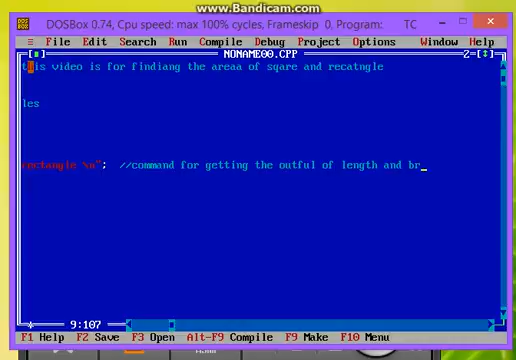 www.Bandicam.com
DOSBox 0.74, Cpu speed: max 100% cycles, Frameskip 0, Program: TC
≡ File Edit Search Run Compile Debug Project Options Window Help
NONAME00.CPP 2=[↕]
this video is for findiang the areaa of sqare and recatngle
les
rectangle \n"; //command for getting the outful of length and br_
9:107
F1 Help F2 Save F3 Open Alt-F9 Compile F9 Make F10 Menu